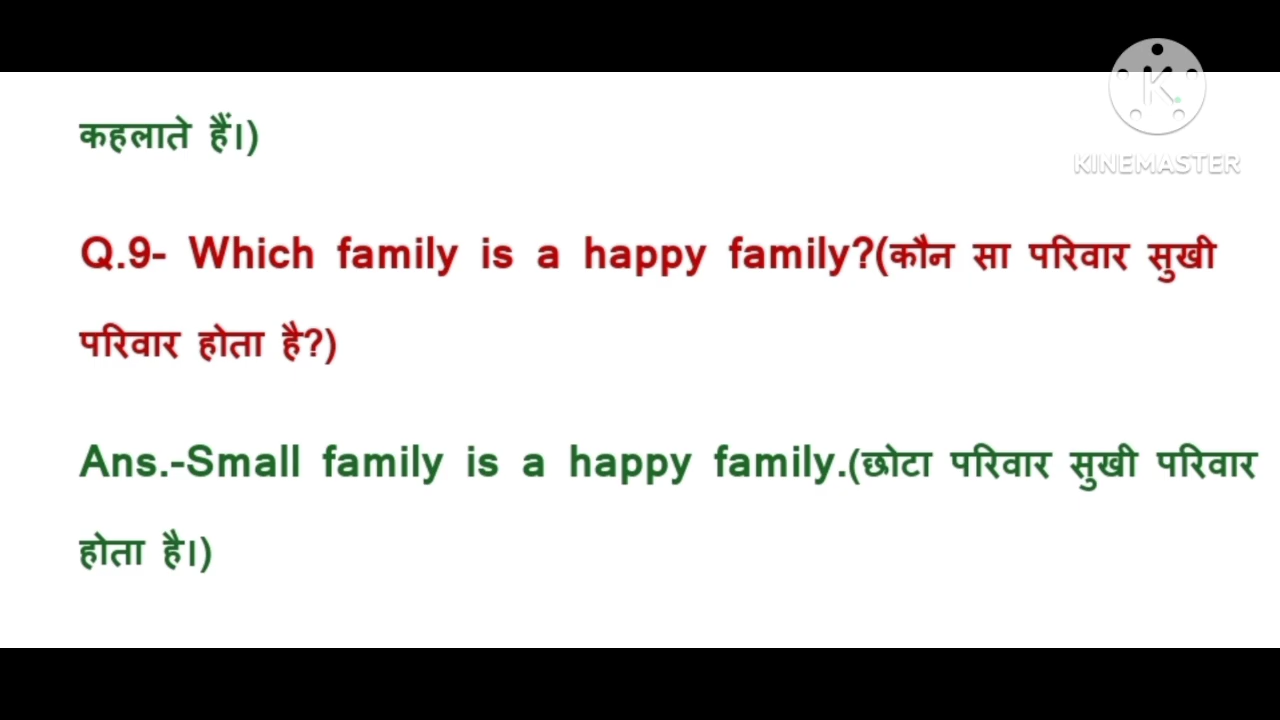 कहलाते हैं।)
KINEMASTER
Q.9- Which family is a happy family?(कौन सा परिवार सुखी
परिवार होता है?)
Ans.-Small family is a happy family.(छोटा परिवार सुखी परिवार
होता है।)